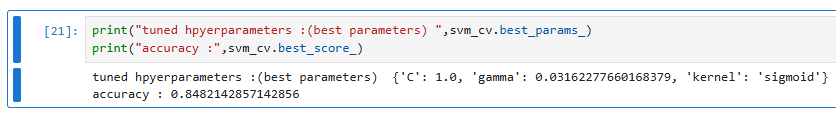 [21]: print("tuned hpyerparameters :(best parameters) ",svm_cv.best_params_)
print("accuracy :",svm_cv.best_score_)
tuned hpyerparameters :(best parameters)  {'C': 1.0, 'gamma': 0.03162277660168379, 'kernel': 'sigmoid'}
accuracy : 0.8482142857142856